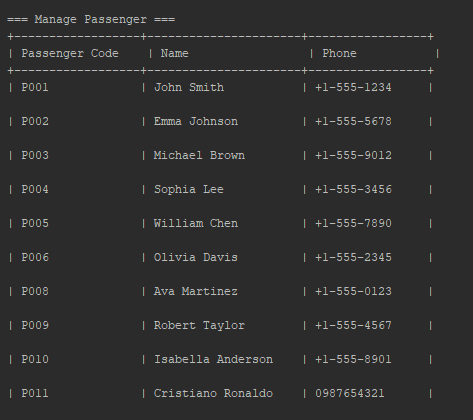 === Manage Passenger ===
+------------------+----------------------+-----------------+
| Passenger Code    | Name                 | Phone           |
+------------------+----------------------+-----------------+
| P001             | John Smith           | +1-555-1234     |
| P002             | Emma Johnson         | +1-555-5678     |
| P003             | Michael Brown        | +1-555-9012     |
| P004             | Sophia Lee           | +1-555-3456     |
| P005             | William Chen         | +1-555-7890     |
| P006             | Olivia Davis         | +1-555-2345     |
| P008             | Ava Martinez         | +1-555-0123     |
| P009             | Robert Taylor        | +1-555-4567     |
| P010             | Isabella Anderson    | +1-555-8901     |
| P011             | Cristiano Ronaldo    | 0987654321      |